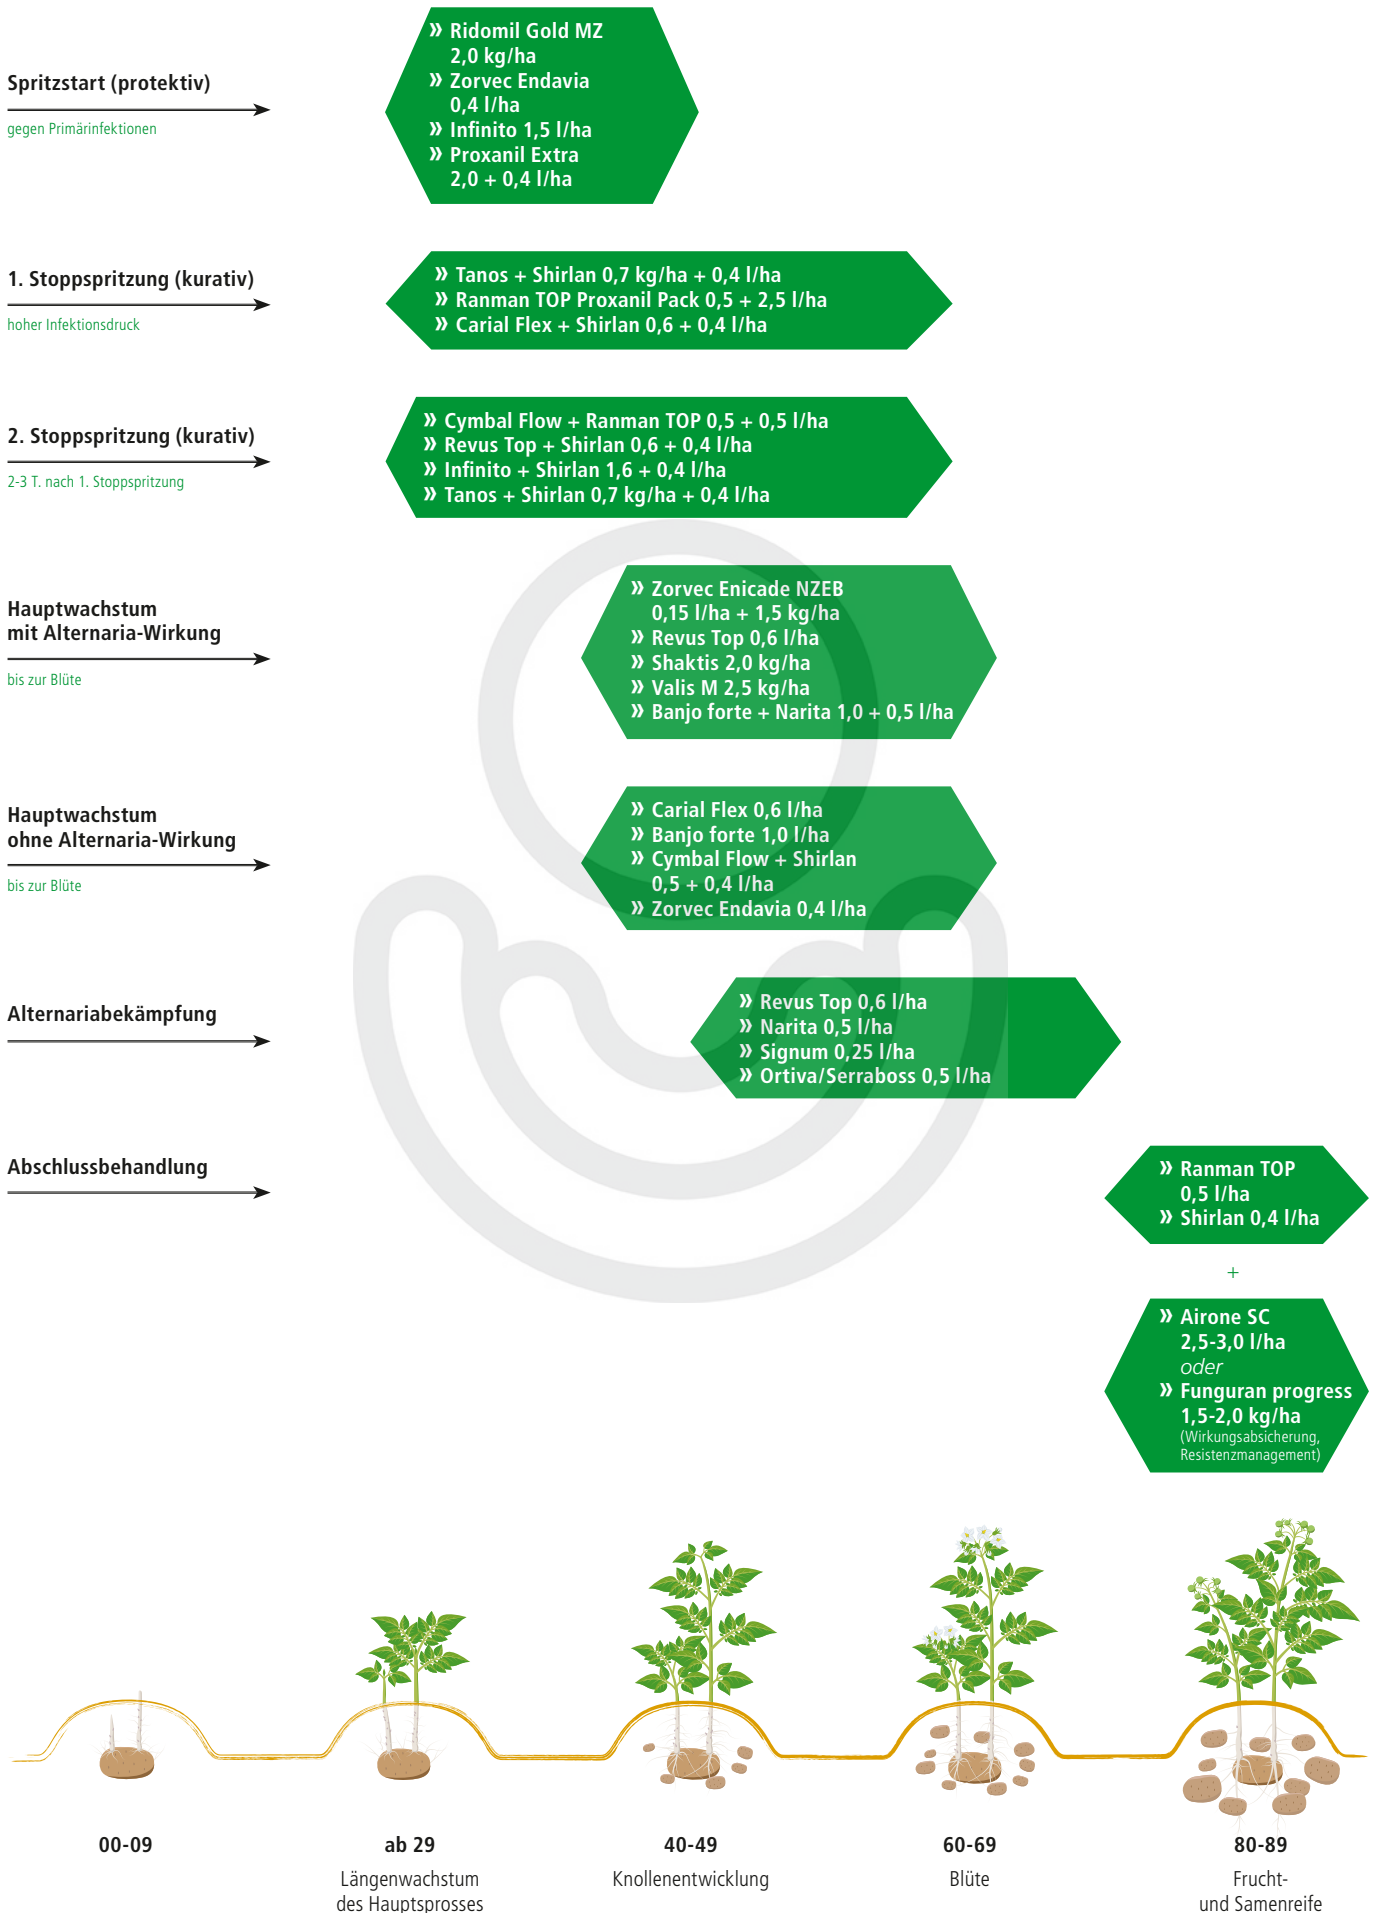 Spritzstart (protektiv)
gegen Primärinfektionen
» Ridomil Gold MZ
2,0 kg/ha
» Zorvec Endavia
0,4 l/ha
» Infinito 1,5 l/ha
» Proxanil Extra
2,0 + 0,4 l/ha
1. Stoppspritzung (kurativ)
hoher Infektionsdruck
» Tanos + Shirlan 0,7 kg/ha + 0,4 l/ha
» Ranman TOP Proxanil Pack 0,5 + 2,5 l/ha
» Carial Flex + Shirlan 0,6 + 0,4 l/ha
2. Stoppspritzung (kurativ)
2-3 T. nach 1. Stoppspritzung
» Cymbal Flow + Ranman TOP 0,5 + 0,5 l/ha
» Revus Top + Shirlan 0,6 + 0,4 l/ha
» Infinito + Shirlan 1,6 + 0,4 l/ha
» Tanos + Shirlan 0,7 kg/ha + 0,4 l/ha
Hauptwachstum
mit Alternaria-Wirkung
bis zur Blüte
» Zorvec Enicade NZEB
0,15 l/ha + 1,5 kg/ha
» Revus Top 0,6 l/ha
» Shaktis 2,0 kg/ha
» Valis M 2,5 kg/ha
» Banjo forte + Narita 1,0 + 0,5 l/ha
Hauptwachstum
ohne Alternaria-Wirkung
bis zur Blüte
» Carial Flex 0,6 l/ha
» Banjo forte 1,0 l/ha
» Cymbal Flow + Shirlan
0,5 + 0,4 l/ha
» Zorvec Endavia 0,4 l/ha
Alternariabekämpfung
» Revus Top 0,6 l/ha
» Narita 0,5 l/ha
» Signum 0,25 l/ha
» Ortiva/Serraboss 0,5 l/ha
Abschlussbehandlung
» Ranman TOP
0,5 l/ha
» Shirlan 0,4 l/ha
+
» Airone SC
2,5-3,0 l/ha
oder
» Funguran progress
1,5-2,0 kg/ha
(Wirkungsabsicherung,
Resistenzmanagement)
00-09
ab 29
Längenwachstum
des Hauptsprosses
40-49
Knollenentwicklung
60-69
Blüte
80-89
Frucht-
und Samenreife